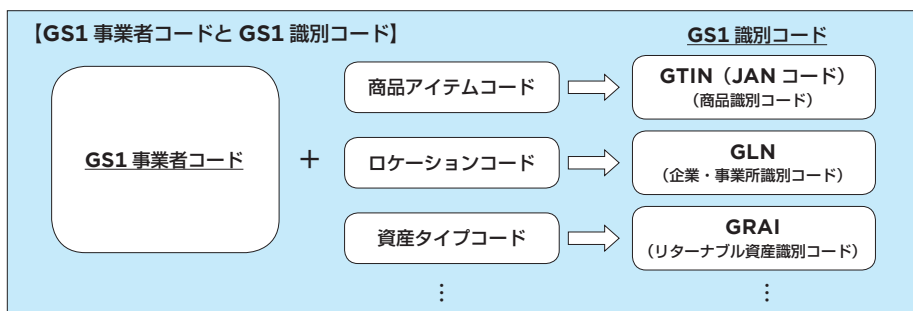 【GS1 事業者コードと GS1 識別コード】
GS1 識別コード
GS1 事業者コード
+
商品アイテムコード
GTIN（JAN コード）
（商品識別コード）
ロケーションコード
GLN
（企業・事業所識別コード）
資産タイプコード
GRAI
（リターナブル資産識別コード）
⋮
⋮